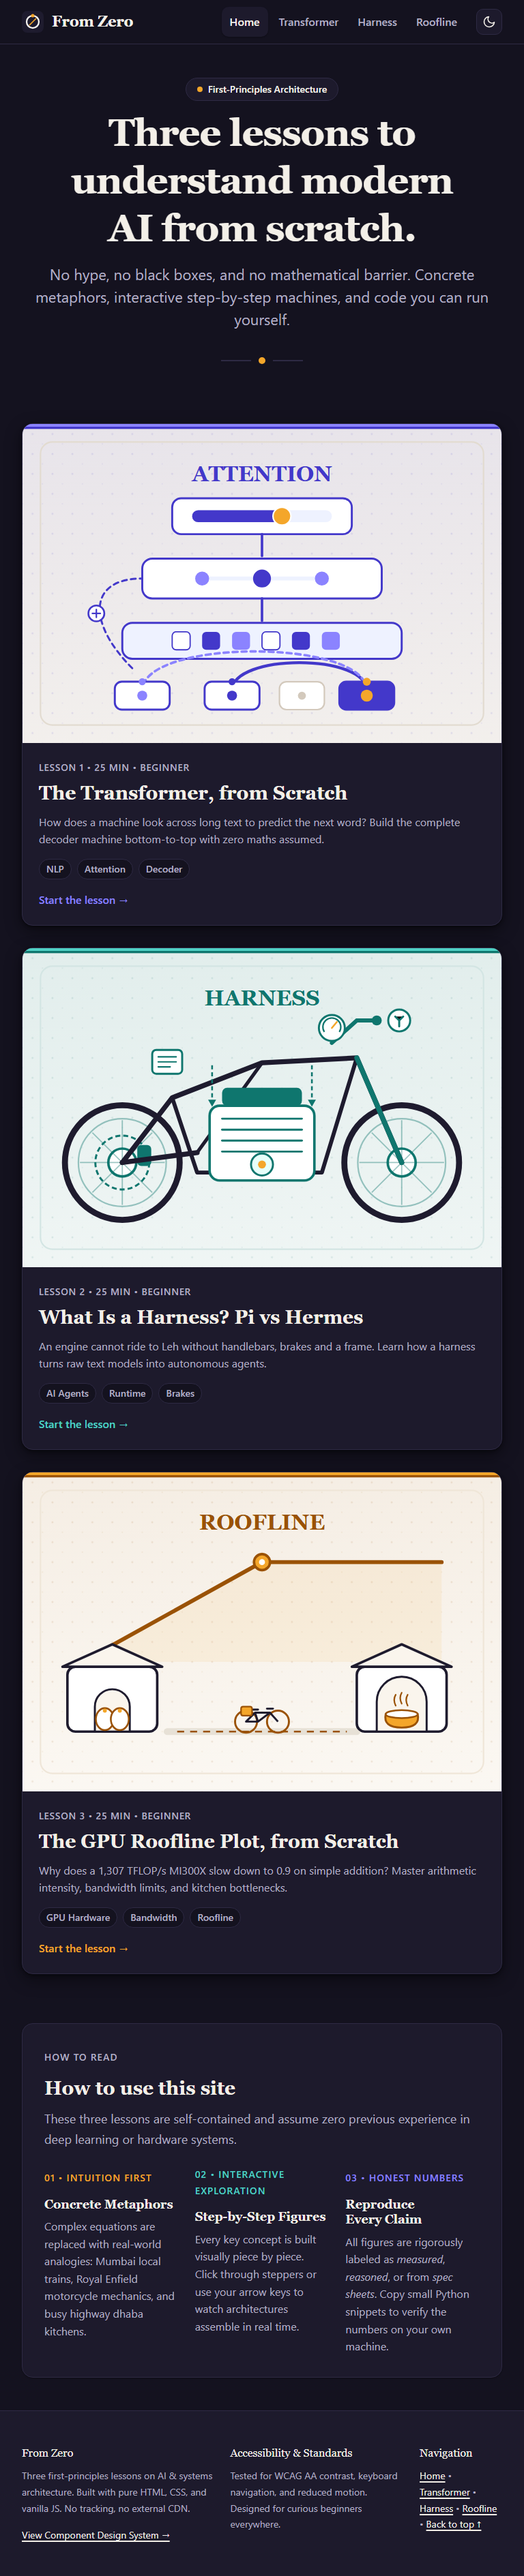 From Zero
Home
Transformer
Harness
Roofline
First-Principles Architecture
Three lessons to
understand modern
AI from scratch.
No hype, no black boxes, and no mathematical barrier. Concrete
metaphors, interactive step-by-step machines, and code you can run
yourself.
ATTENTION
LESSON 1 • 25 MIN • BEGINNER
The Transformer, from Scratch
How does a machine look across long text to predict the next word? Build the complete
decoder machine bottom-to-top with zero maths assumed.
NLP
Attention
Decoder
Start the lesson →
HARNESS
LESSON 2 • 25 MIN • BEGINNER
What Is a Harness? Pi vs Hermes
An engine cannot ride to Leh without handlebars, brakes and a frame. Learn how a harness
turns raw text models into autonomous agents.
AI Agents
Runtime
Brakes
Start the lesson →
ROOFLINE
LESSON 3 • 25 MIN • BEGINNER
The GPU Roofline Plot, from Scratch
Why does a 1,307 TFLOP/s MI300X slow down to 0.9 on simple addition? Master arithmetic
intensity, bandwidth limits, and kitchen bottlenecks.
GPU Hardware
Bandwidth
Roofline
Start the lesson →
HOW TO READ
How to use this site
These three lessons are self-contained and assume zero previous experience in
deep learning or hardware systems.
01 • INTUITION FIRST
Concrete Metaphors
Complex equations are
replaced with real-world
analogies: Mumbai local
trains, Royal Enfield
motorcycle mechanics, and
busy highway dhaba
kitchens.
02 • INTERACTIVE
EXPLORATION
Step-by-Step Figures
Every key concept is built
visually piece by piece.
Click through steppers or
use your arrow keys to
watch architectures
assemble in real time.
03 • HONEST NUMBERS
Reproduce
Every Claim
All figures are rigorously
labeled as measured,
reasoned, or from spec
sheets. Copy small Python
snippets to verify the
numbers on your own
machine.
From Zero
Three first-principles lessons on AI & systems
architecture. Built with pure HTML, CSS, and
vanilla JS. No tracking, no external CDN.
View Component Design System →
Accessibility & Standards
Tested for WCAG AA contrast, keyboard
navigation, and reduced motion.
Designed for curious beginners
everywhere.
Navigation
Home •
Transformer •
Harness • Roofline
• Back to top ↑